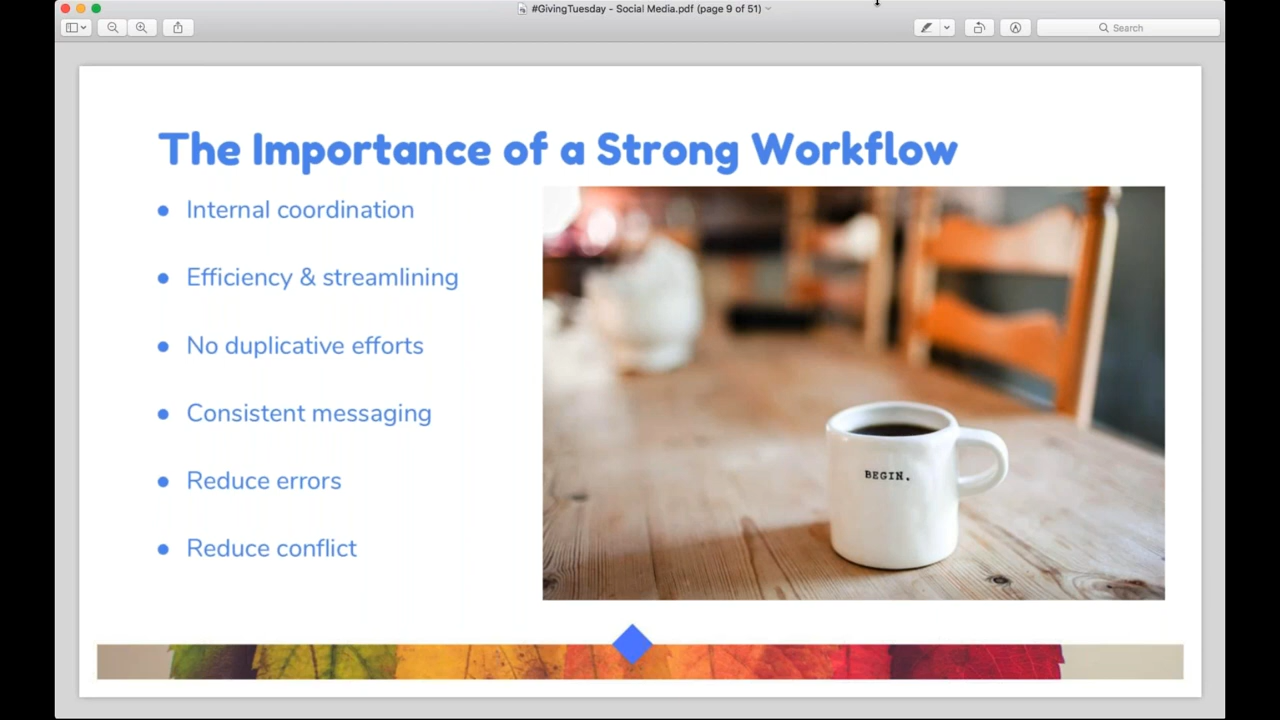 #GivingTuesday - Social Media.pdf (page 9 of 51)
Search
The Importance of a Strong Workflow
● Internal coordination
● Efficiency & streamlining
● No duplicative efforts
● Consistent messaging
● Reduce errors
● Reduce conflict
BEGIN.